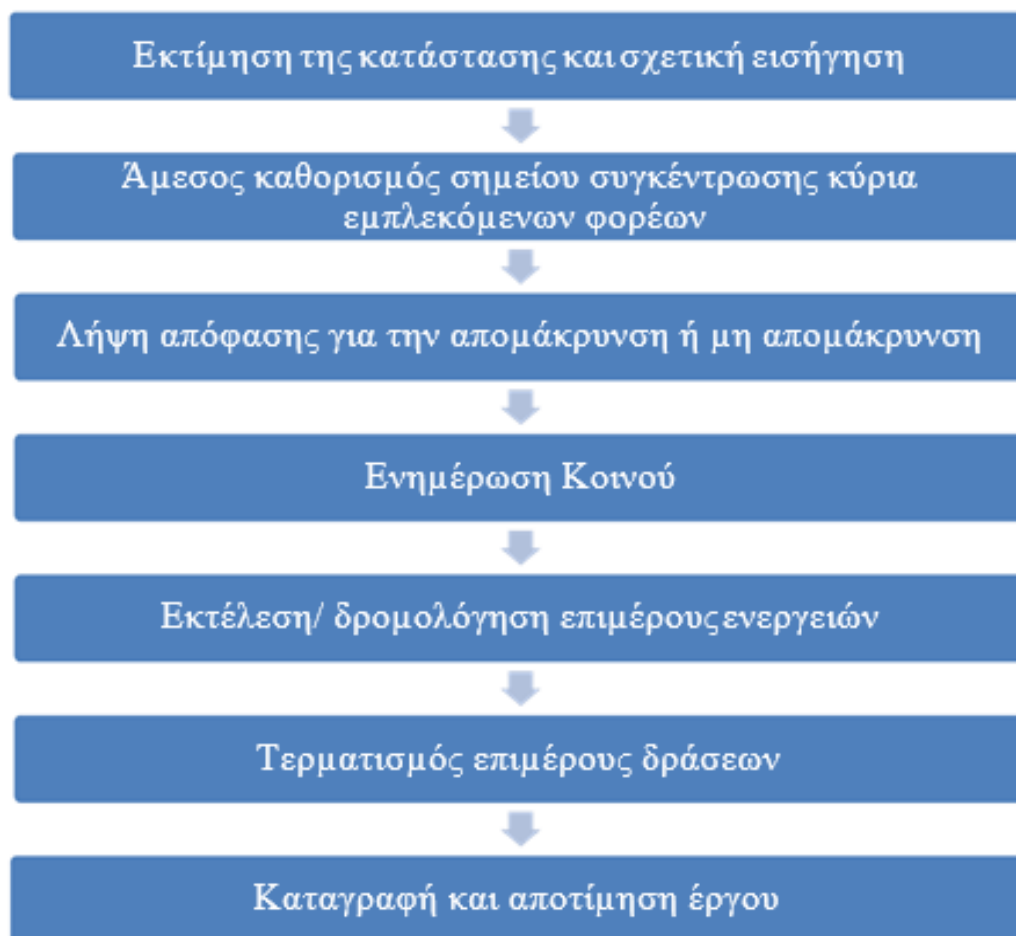 Εκτίμηση της κατάστασης και σχετική εισήγηση
Άμεσος καθορισμός σημείου συγκέντρωσης κύρια
εμπλεκόμενων φορέων
Λήψη απόφασης για την απομάκρυνση ή μη απομάκρυνση
Ενημέρωση Κοινού
Εκτέλεση/ δρομολόγηση επιμέρους ενεργειών
Τερματισμός επιμέρους δράσεων
Καταγραφή και αποτίμηση έργου